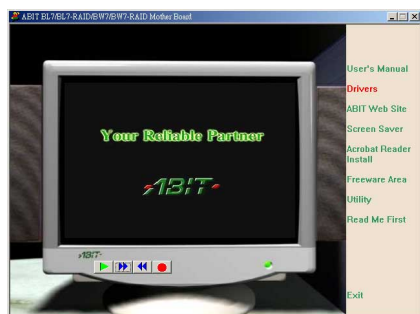 ABIT BL7/BL7-RAID/BW7/BW7-RAID Mother Board
User's Manual
Drivers
ABIT Web Site
Screen Saver
Acrobat Reader
Install
Freeware Area
Utility
Read Me First
Exit
Your Reliable Partner
ABIT
ABIT